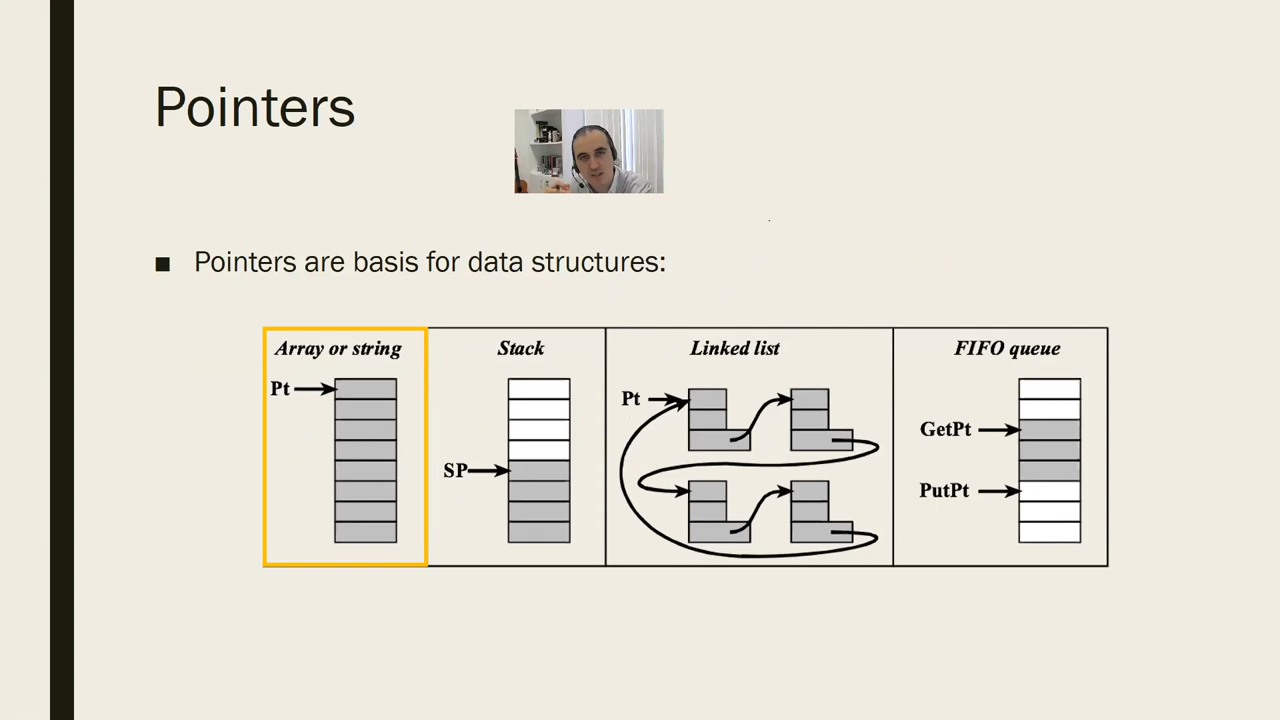 Pointers
■ Pointers are basis for data structures:
Array or string
Stack
Linked list
FIFO queue
Pt
SP
Pt
GetPt
PutPt